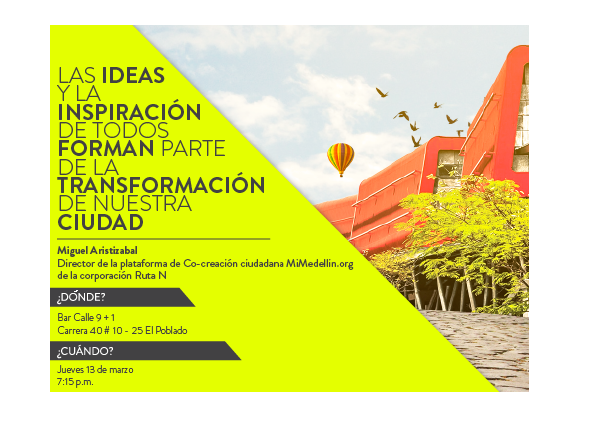 LAS IDEAS
Y LA
INSPIRACIÓN
DE TODOS
FORMAN PARTE
DE LA
TRANSFORMACIÓN
DE NUESTRA
CIUDAD
Miguel Aristizabal
Director de la plataforma de Co-creación ciudadana MiMedellin.org
de la corporación Ruta N
¿DÓNDE?
Bar Calle 9 + 1
Carrera 40 # 10 - 25 El Poblado
¿CUÁNDO?
Jueves 13 de marzo
7:15 p.m.